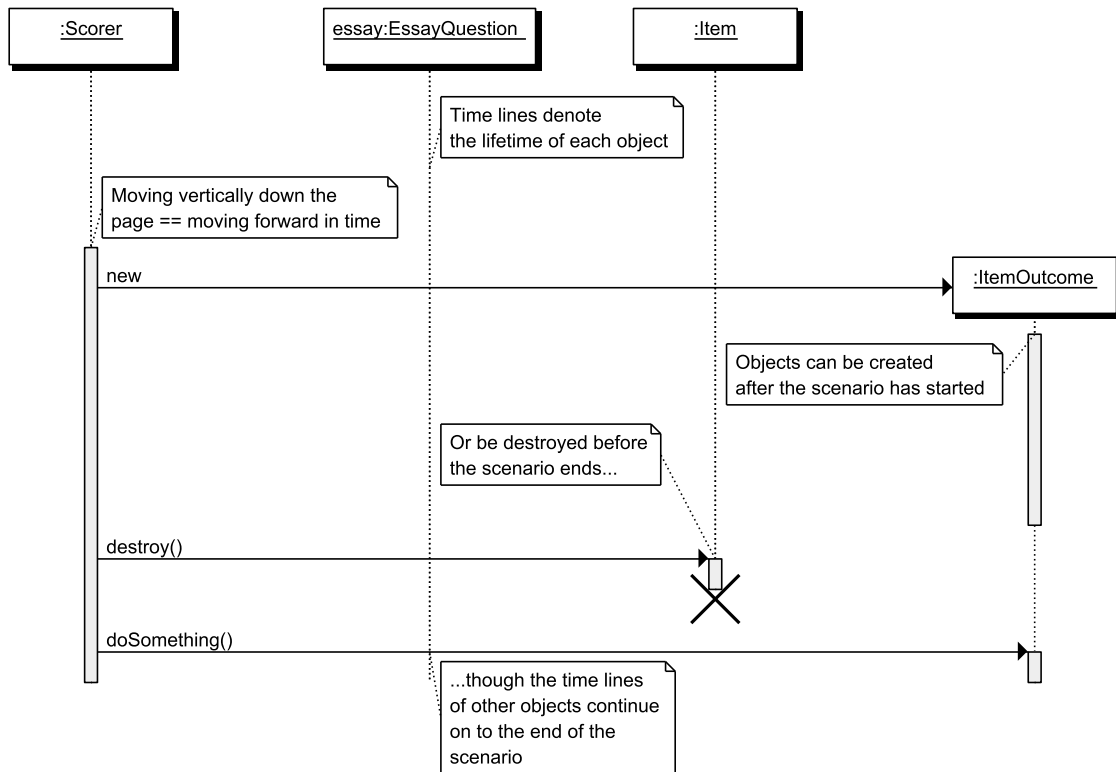 :Scorer
essay:EssayQuestion
:Item
Time lines denote
the lifetime of each object
Moving vertically down the
page == moving forward in time
new
:ItemOutcome
Objects can be created
after the scenario has started
Or be destroyed before
the scenario ends...
destroy()
doSomething()
...though the time lines
of other objects continue
on to the end of the
scenario